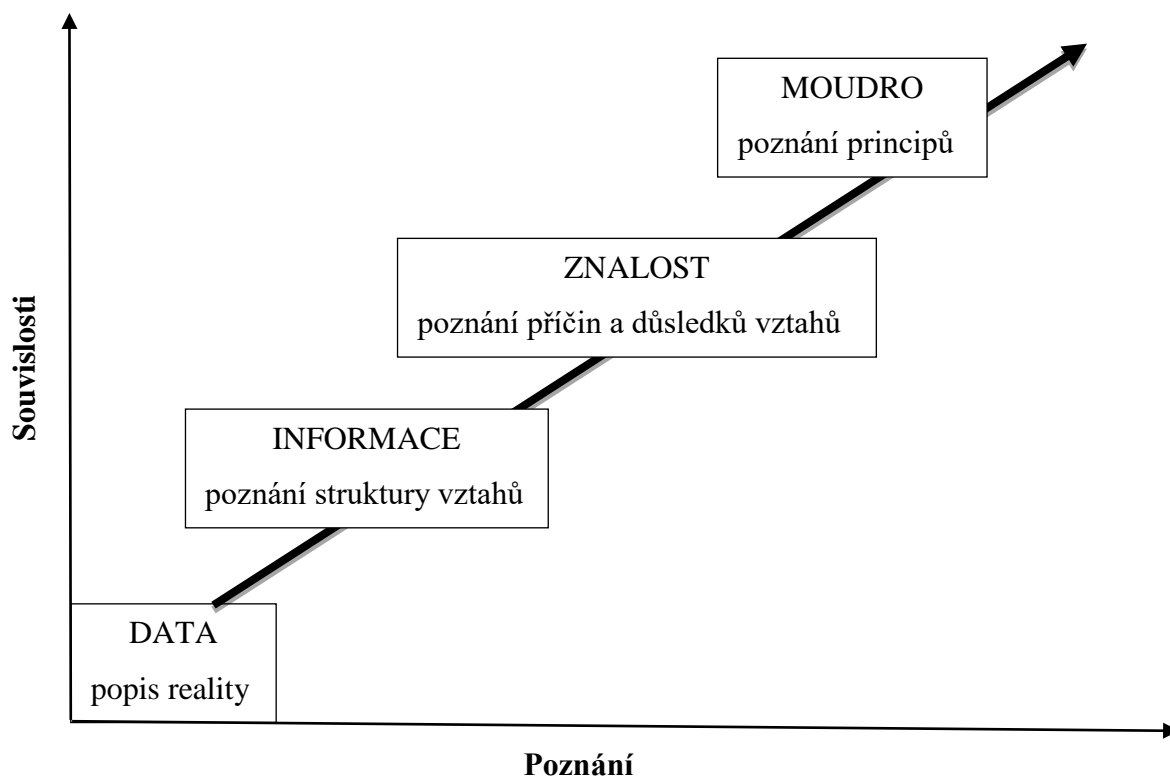 MOUDRO
poznání principů
ZNALOST
poznání příčin a důsledků vztahů
Souvislosti
INFORMACE
poznání struktury vztahů
DATA
popis reality
Poznání